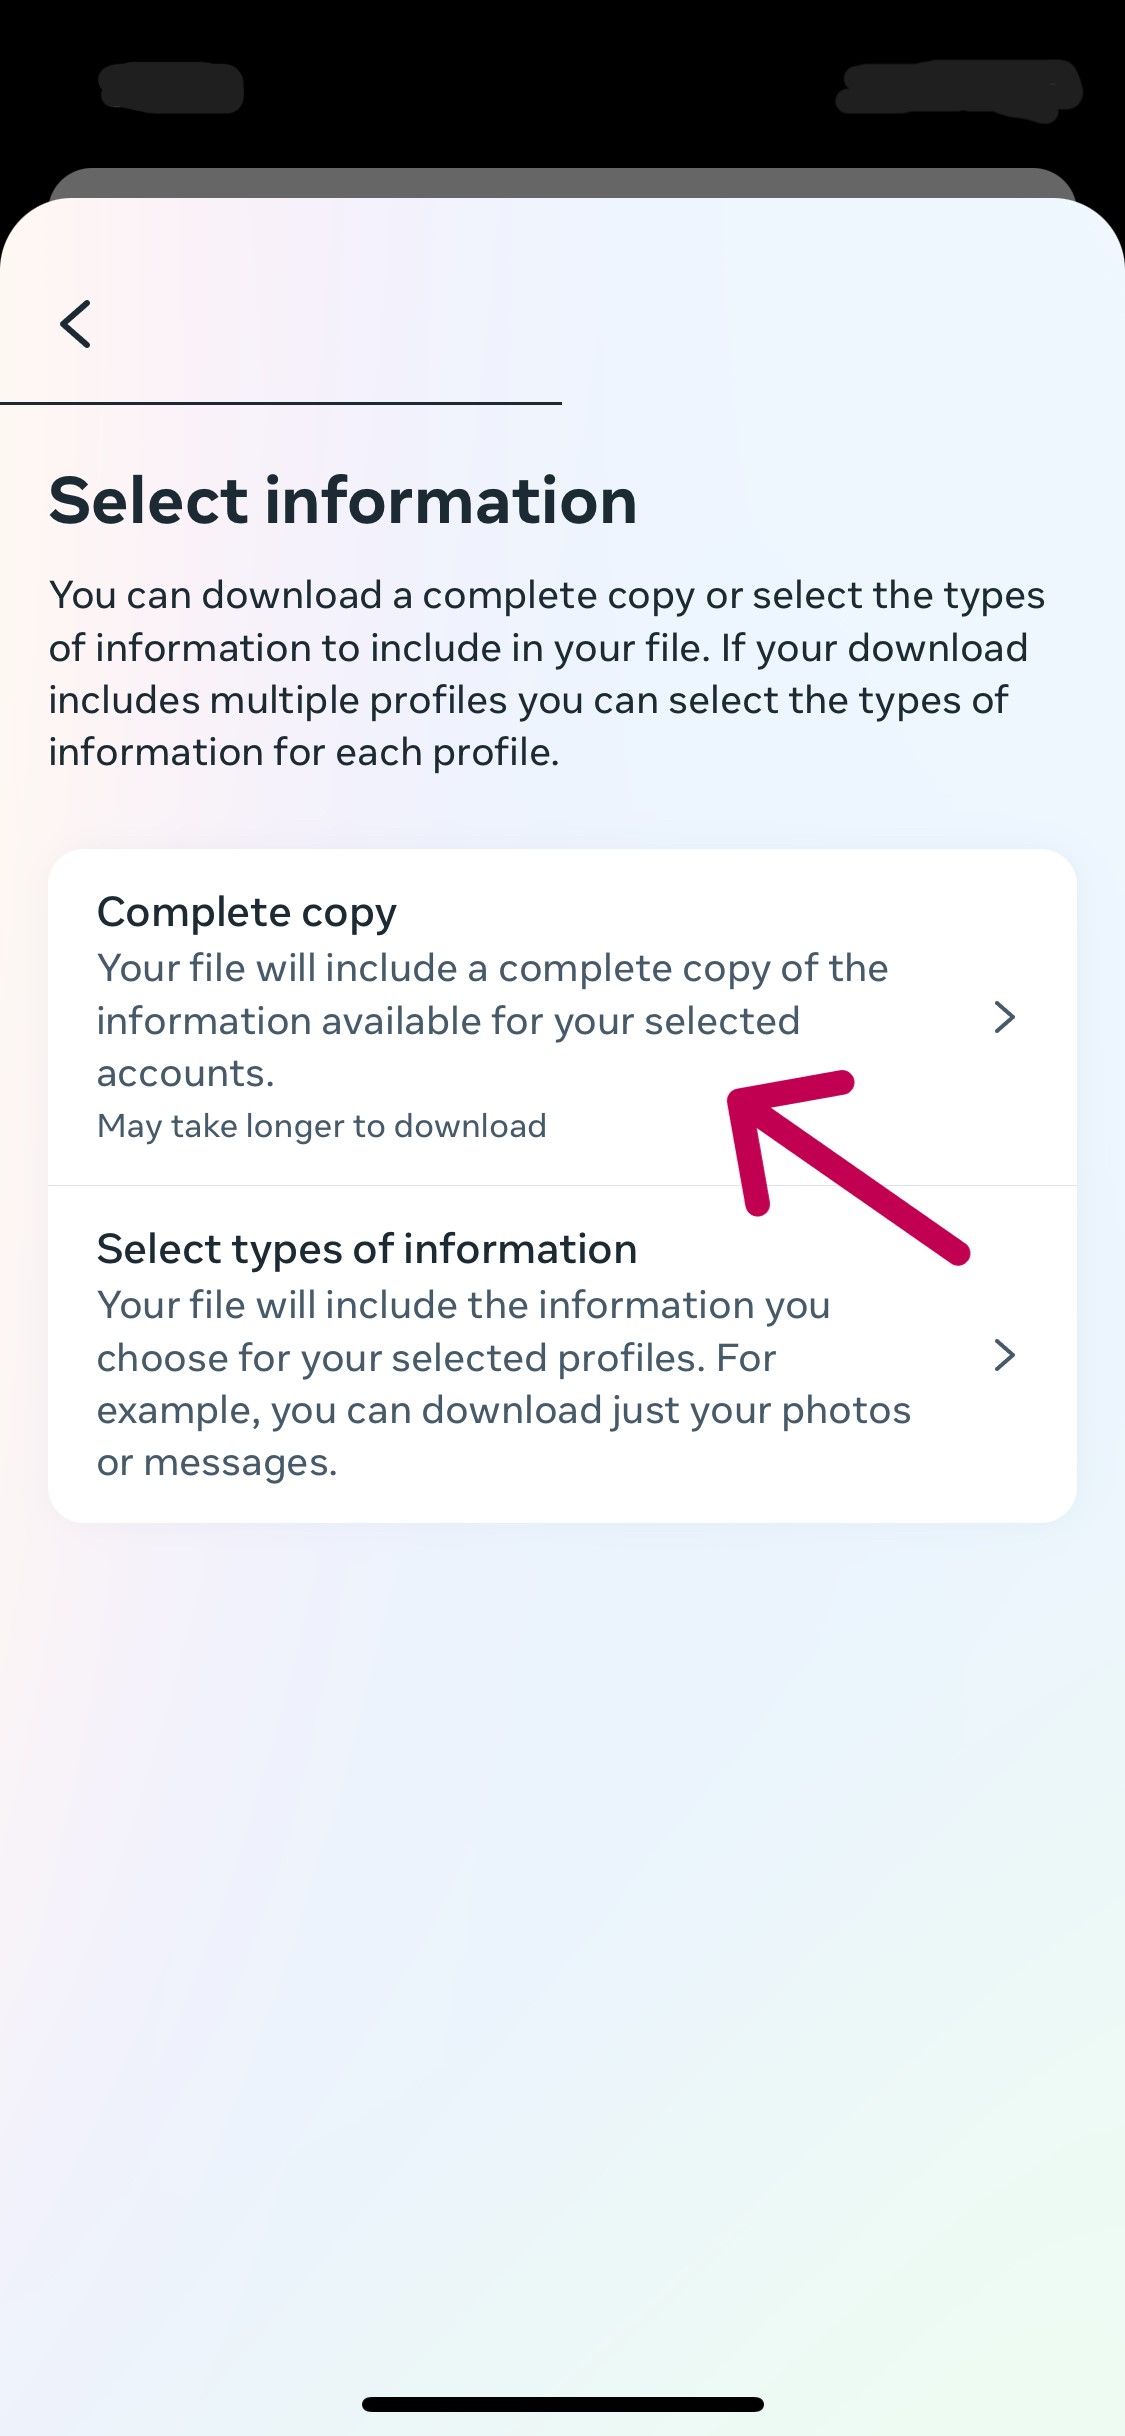 Select information
You can download a complete copy or select the types
of information to include in your file. If your download
includes multiple profiles you can select the types of
information for each profile.
Complete copy
Your file will include a complete copy of the
information available for your selected
accounts.
May take longer to download
Select types of information
Your file will include the information you
choose for your selected profiles. For
example, you can download just your photos
or messages.